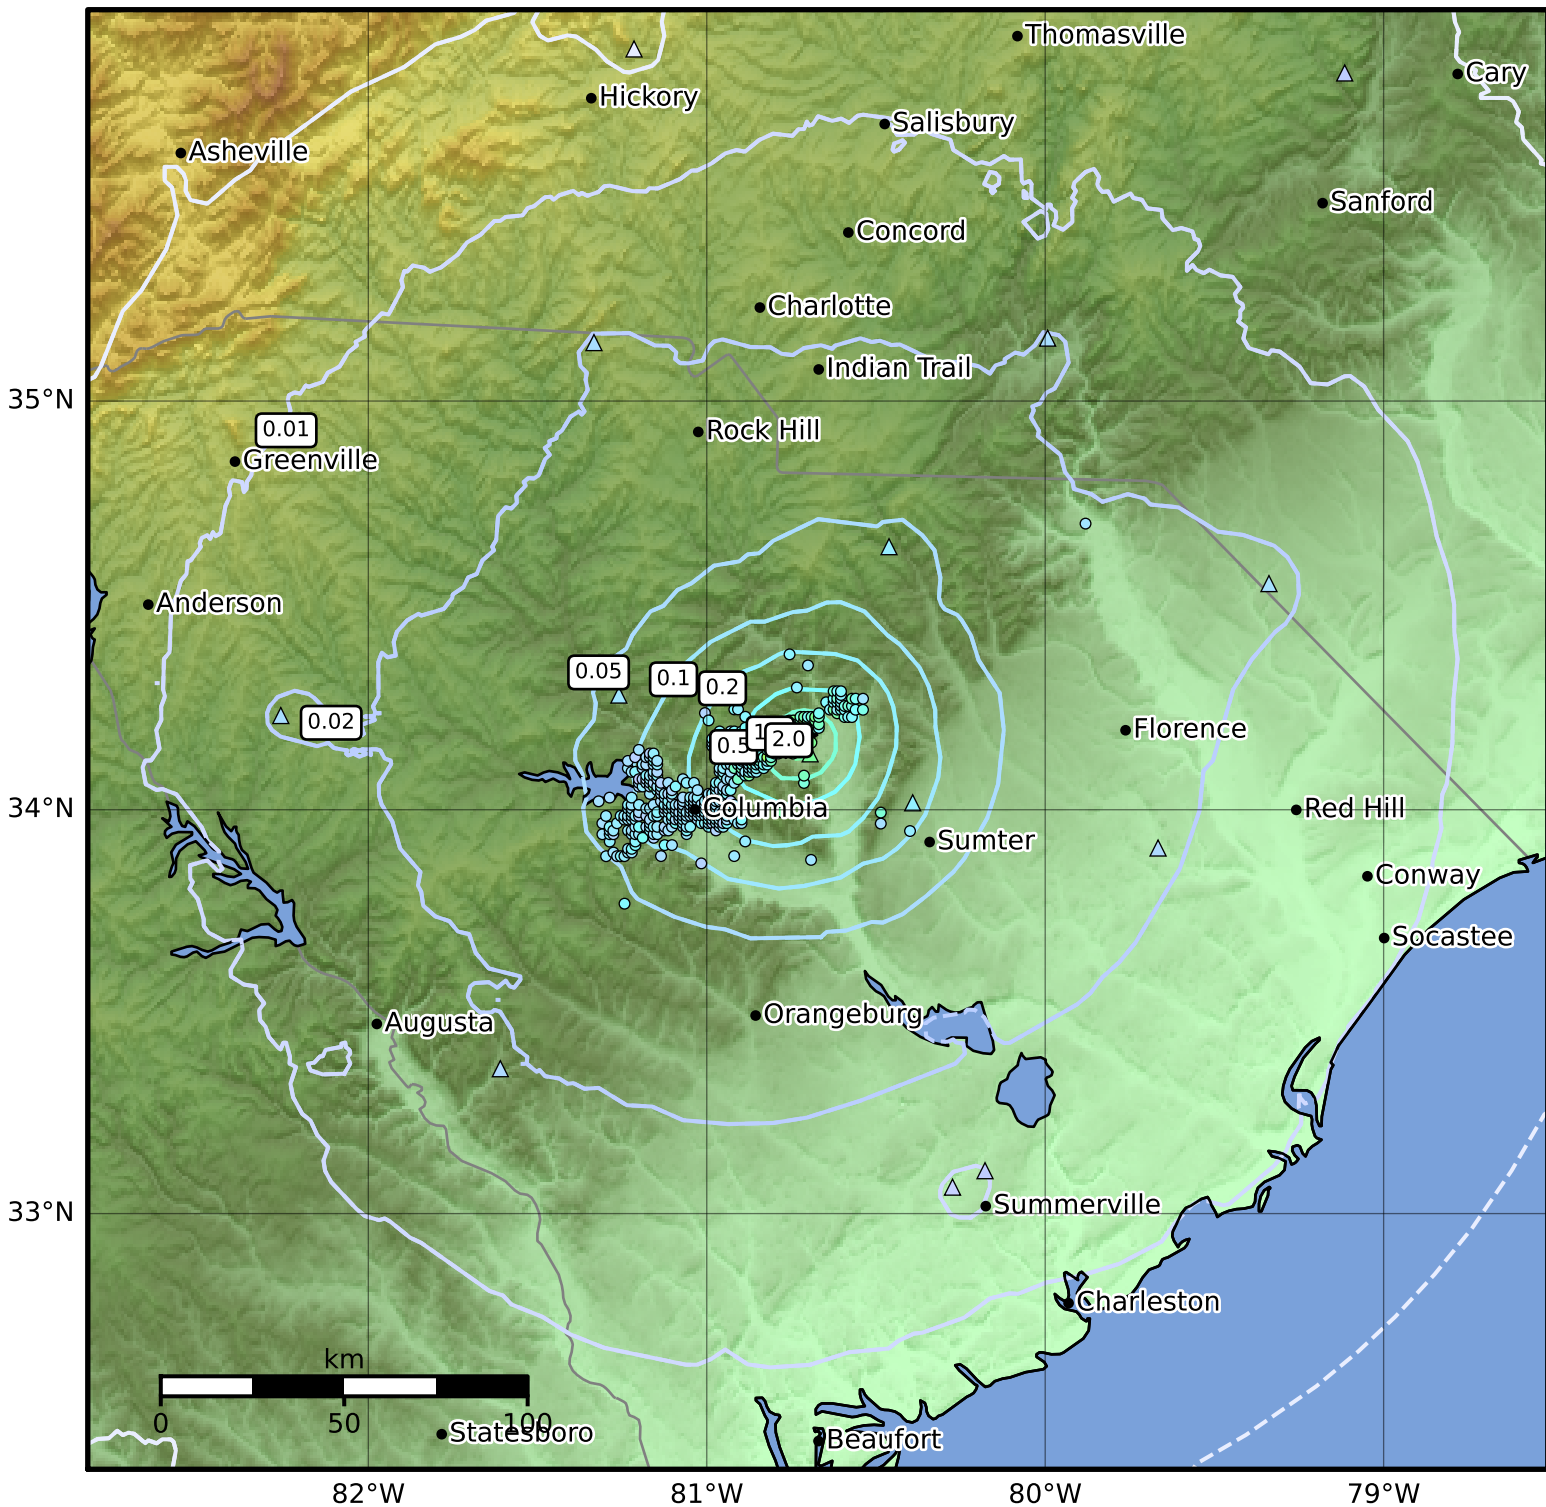 Thomasville
Cary
Hickory
Salisbury
Asheville
Sanford
Concord
Charlotte
Indian Trail
35°N
0.01
Rock Hill
Greenville
Anderson
0.05
0.1
0.2
0.02
Florence
0.5
1
2.0
34°N
Columbia
Red Hill
Sumter
Conway
Socastee
Orangeburg
Augusta
33°N
Summerville
Charleston
km
0 50 100
Statesboro
Beaufort
82°W 81°W 80°W 79°W